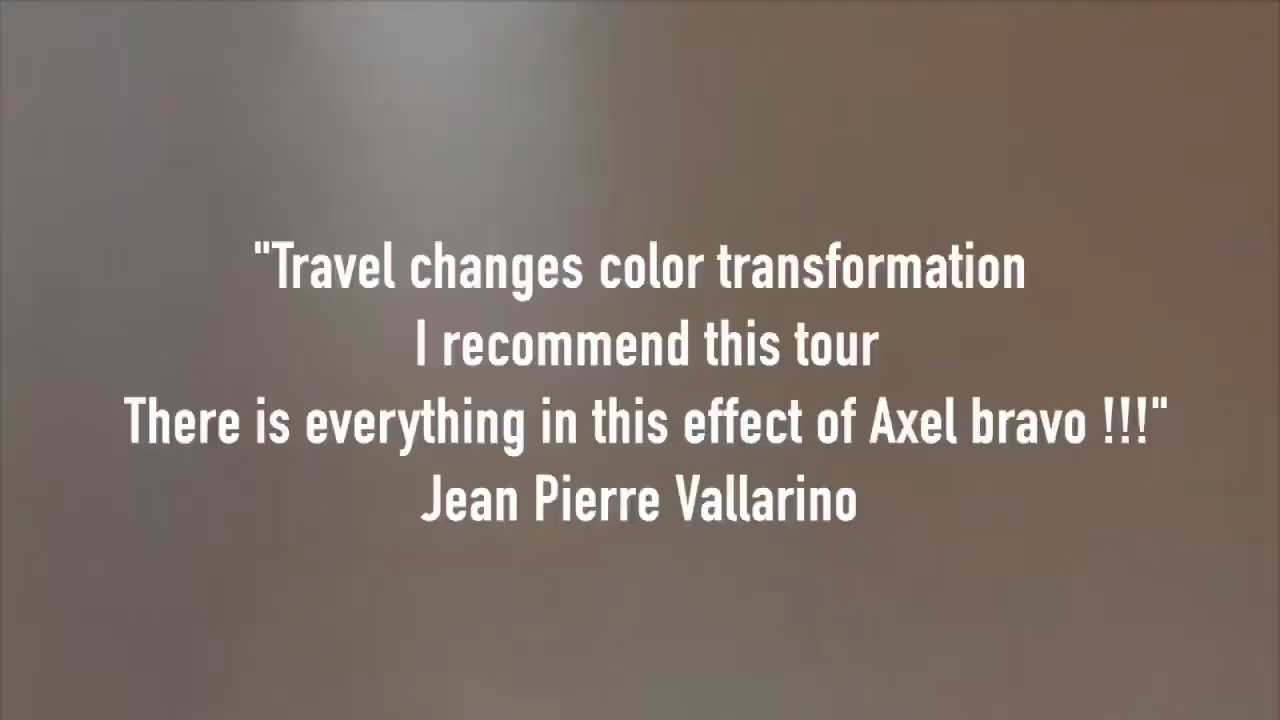 "Travel changes color transformation
I recommend this tour
There is everything in this effect of Axel bravo !!!"
Jean Pierre Vallarino